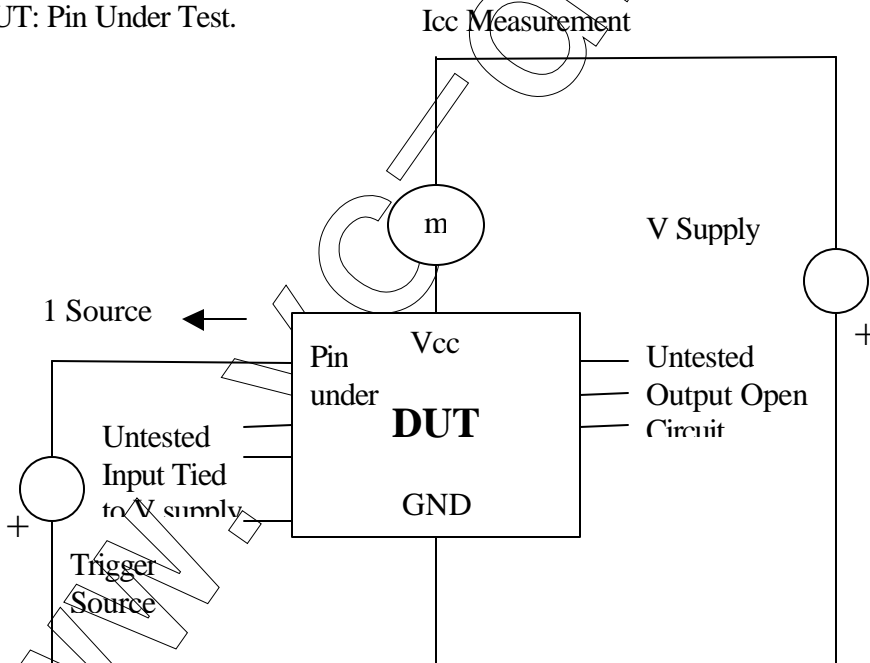 UT: Pin Under Test.
Icc Measurement
m
V Supply
1 Source
+
Vcc
Pin
under
DUT
GND
Untested
Output Open
Circuit
Untested
Input Tied
to V supply
+
Trigger
Source